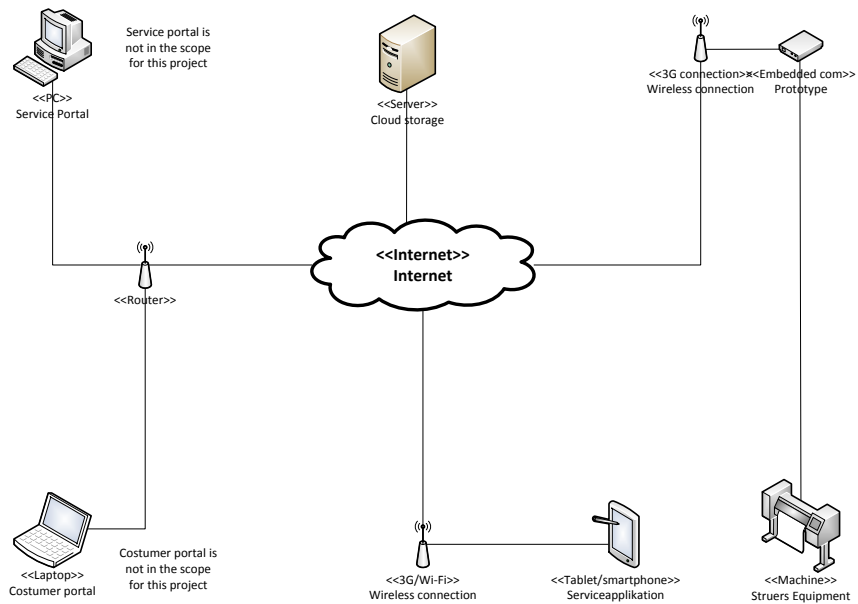 Service portal is
not in the scope
for this project
<<PC>>
Service Portal
<<Server>>
Cloud storage
<<3G connection>>
Wireless connection
<<Embedded com>>
Prototype
<<Internet>>
Internet
<<Router>>
<<Laptop>>
Costumer portal
Costumer portal is
not in the scope
for this project
<<3G/Wi-Fi>>
Wireless connection
<<Tablet/smartphone>>
Serviceapplikation
<<Machine>>
Struers Equipment